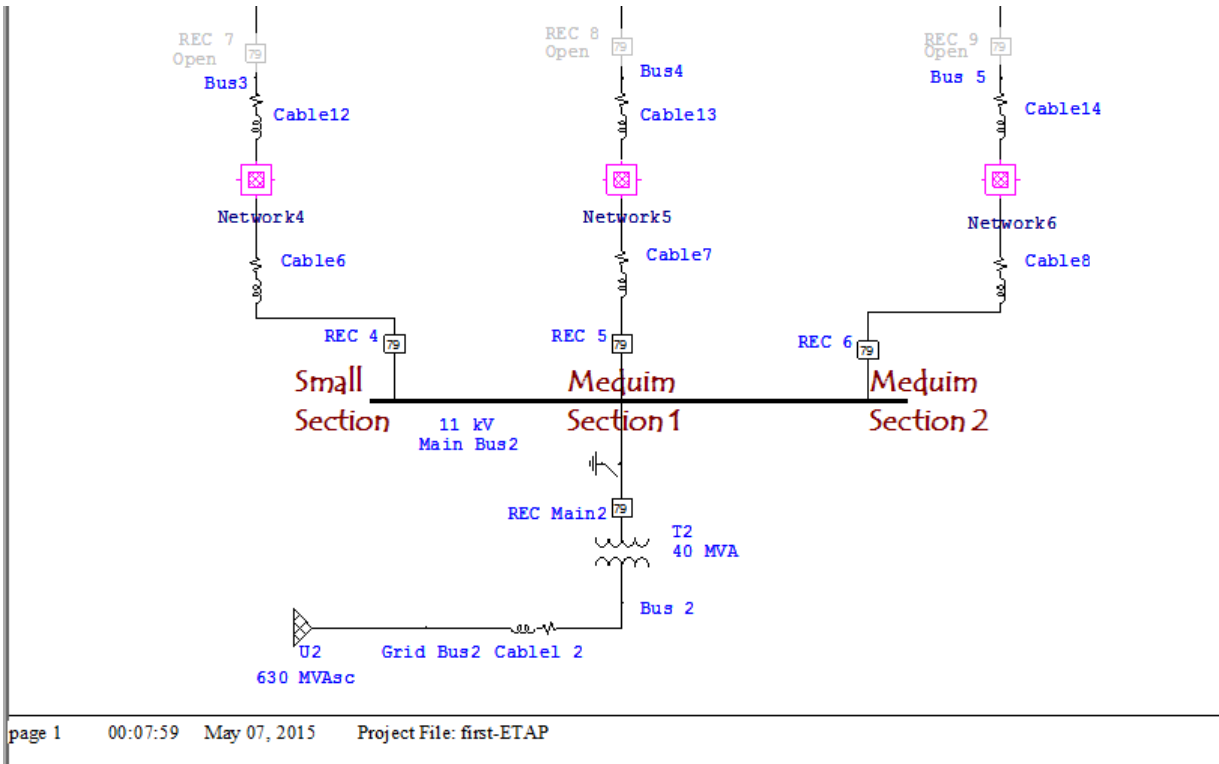 REC 7
Open
79
REC 8
Open
79
REC 9
Open
79
Bus3
Bus4
Bus 5
Cable12
Cable13
Cable14
Network4
Network5
Network6
Cable6
Cable7
Cable8
REC 4
79
REC 5
79
REC 6
79
Small
Section
Meduim
Section 1
Meduim
Section 2
11 kV
Main Bus2
REC Main2
79
T2
40 MVA
Bus 2
U2
630 MVAsc
Grid Bus2
Cablel 2
page 1 00:07:59 May 07, 2015 Project File: first-ETAP